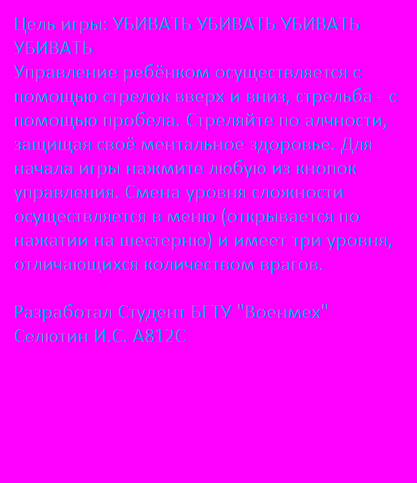 Цель игры: УБИВАТЬ УБИВАТЬ УБИВАТЬ
УБИВАТЬ
Управление ребёнком осуществляется с
помощью стрелок вверх и вниз, стрельба - с
помощью пробела. Стреляйте по алчности,
защищая своё ментальное здоровье. Для
начала игры нажмите любую из кнопок
управления. Смена уровня сложности
осуществляется в меню (открывается по
нажатии на шестерню) и имеет три уровня,
отличающихся количеством врагов.
Разработал Студент БГТУ "Военмех"
Селютин И.С. А812С